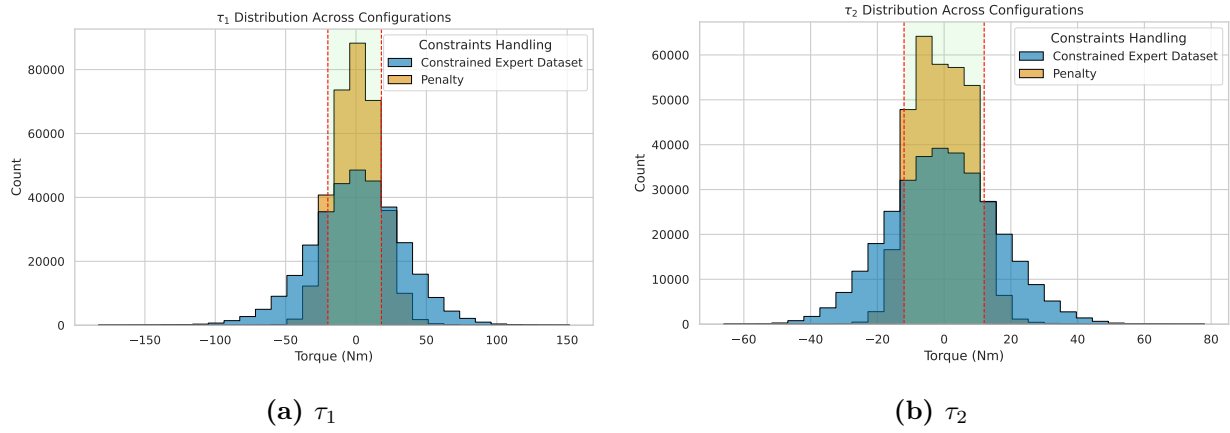 τ1 Distribution Across Configurations
Constraints Handling
Constrained Expert Dataset
Penalty
Count
80000
60000
40000
20000
0
−150
−100
−50
0
50
100
150
Torque (Nm)
(a) τ1
τ2 Distribution Across Configurations
Constraints Handling
Constrained Expert Dataset
Penalty
Count
60000
50000
40000
30000
20000
10000
0
−60
−40
−20
0
20
40
60
80
Torque (Nm)
(b) τ2